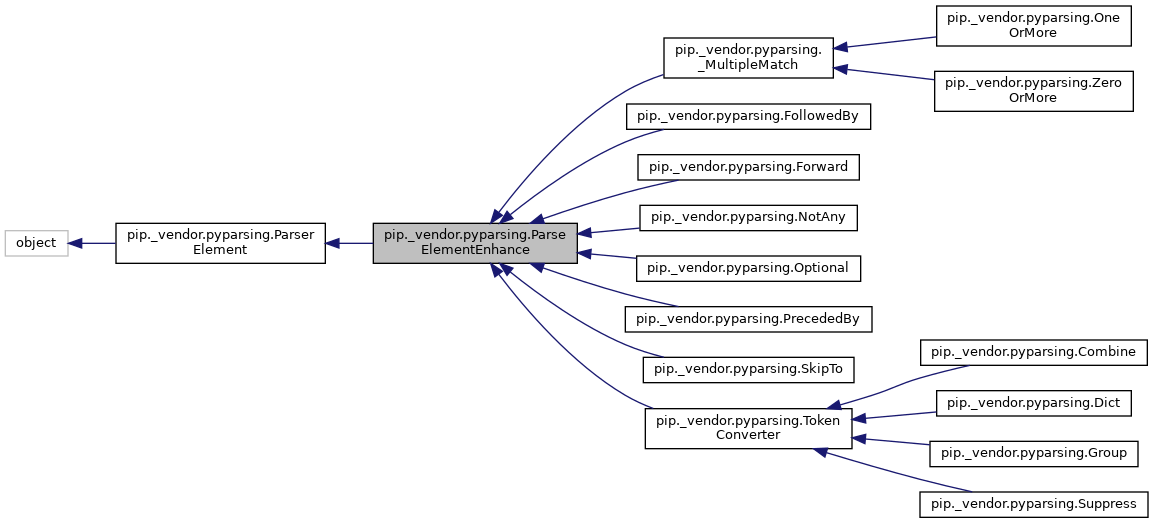 object
pip._vendor.pyparsing.Parser
Element
pip._vendor.pyparsing.Parse
ElementEnhance
pip._vendor.pyparsing.
_MultipleMatch
pip._vendor.pyparsing.One
OrMore
pip._vendor.pyparsing.Zero
OrMore
pip._vendor.pyparsing.FollowedBy
pip._vendor.pyparsing.Forward
pip._vendor.pyparsing.NotAny
pip._vendor.pyparsing.Optional
pip._vendor.pyparsing.PrecededBy
pip._vendor.pyparsing.SkipTo
pip._vendor.pyparsing.Token
Converter
pip._vendor.pyparsing.Combine
pip._vendor.pyparsing.Dict
pip._vendor.pyparsing.Group
pip._vendor.pyparsing.Suppress